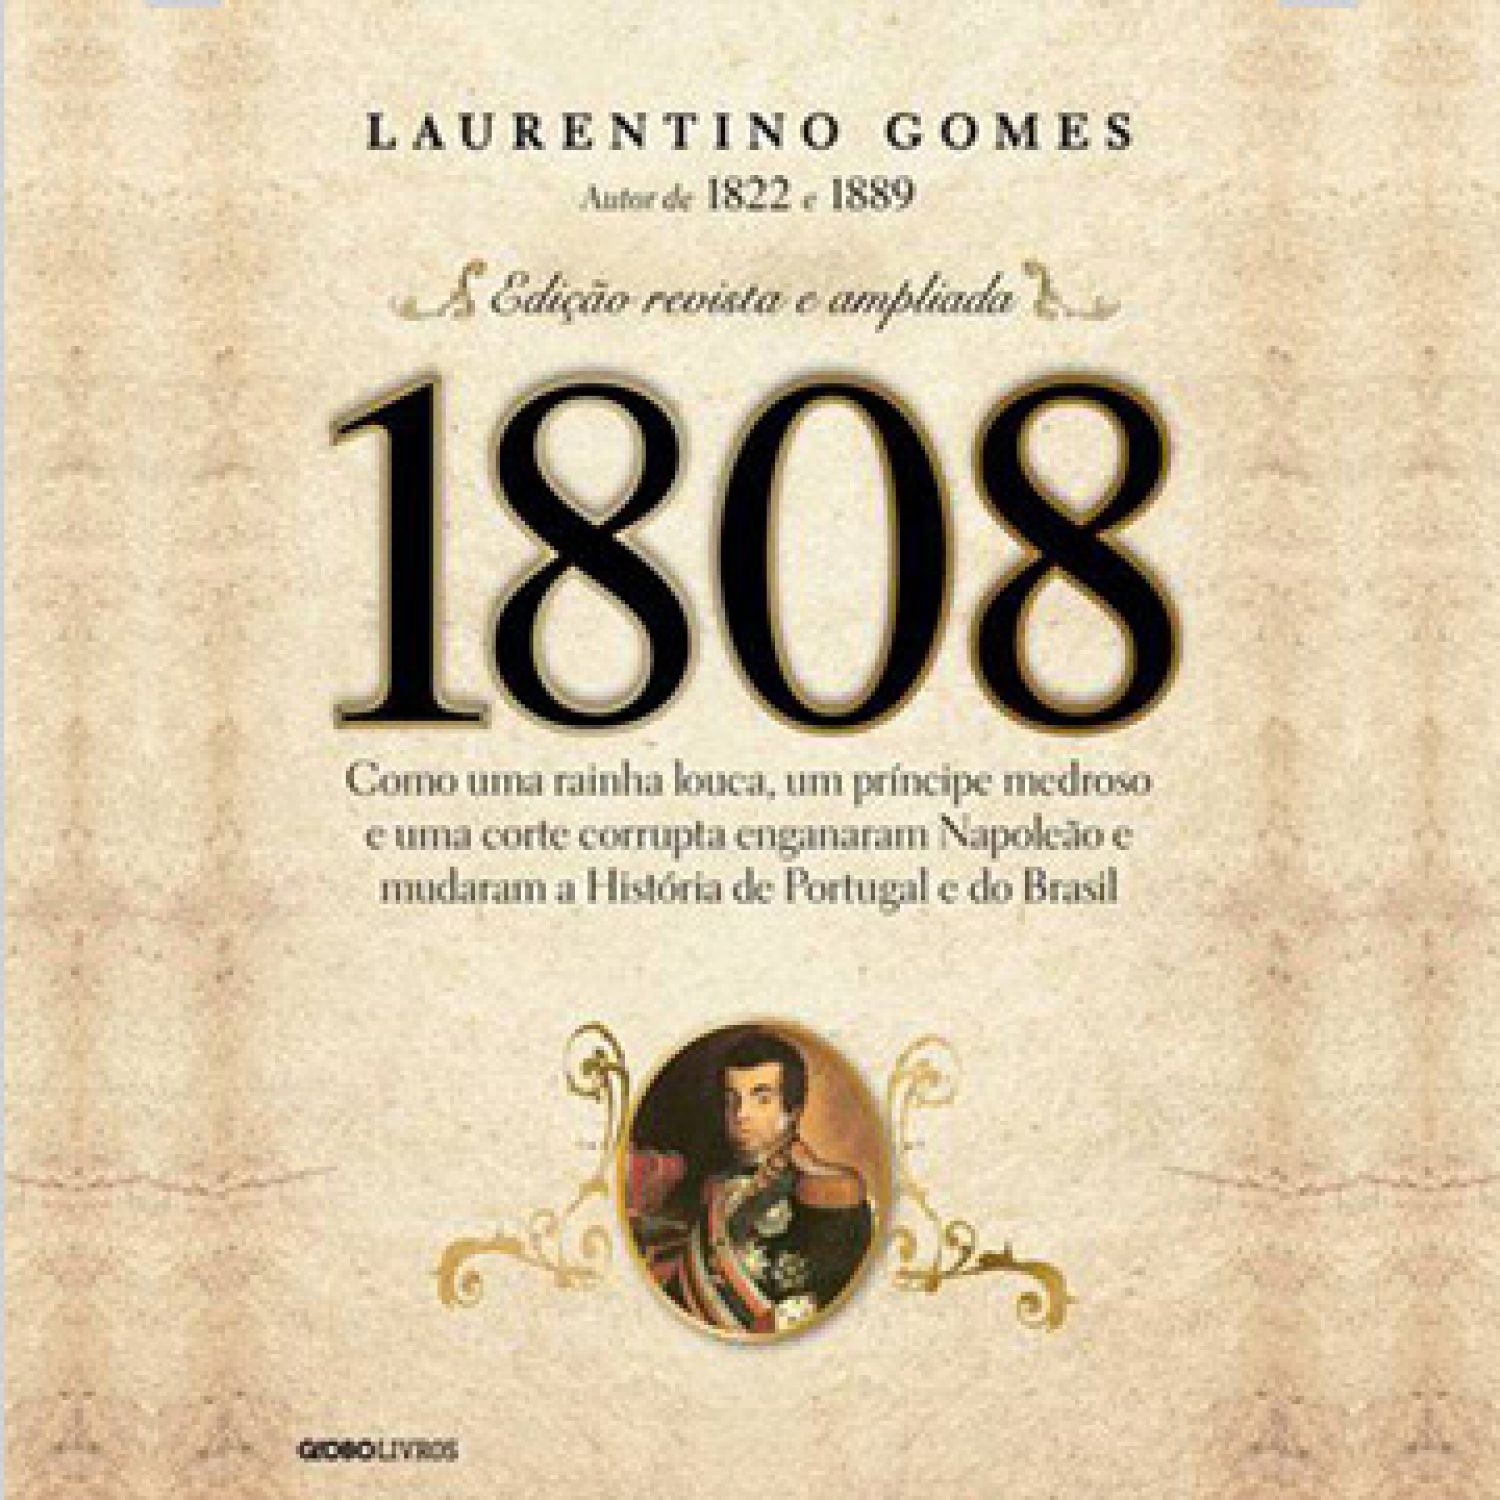 LAURENTINO GOMES
Autor de 1822 e 1889
Edição revista e ampliada
1808
Como uma rainha louca, um príncipe medroso
e uma corte corrupta enganaram Napoleão e
mudaram a História de Portugal e do Brasil
GLOBOLIVROS